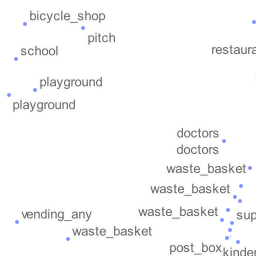 bicycle_shop
pitch
school
restaura
playground
playground
doctors
doctors
waste_basket
waste_basket
waste_basket
vending_any
sup
waste_basket
post_box
kinder